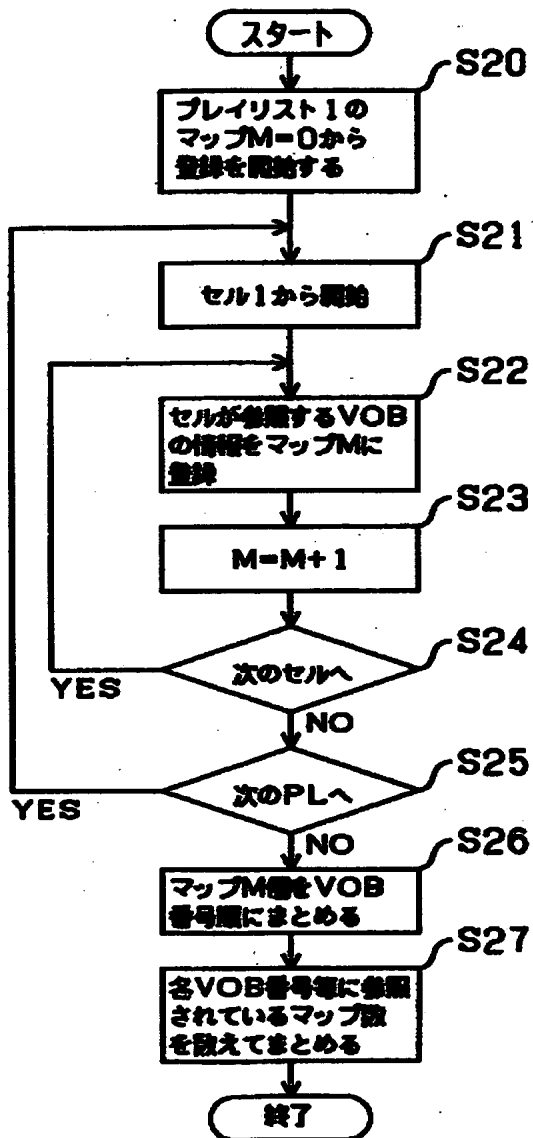 スタート
S20
プレイリスト1の
マップM=0から
登録を開始する
S21
セル1から開始
S22
セルが参照するVOB
の情報をマップMに
登録
S23
M=M+1
S24
次のセルへ
YES
NO
S25
次のPLへ
YES
NO
S26
マップM個をVOB
番号順にまとめる
S27
各VOB番号毎に参照
されているマップ数
を数えてまとめる
終了